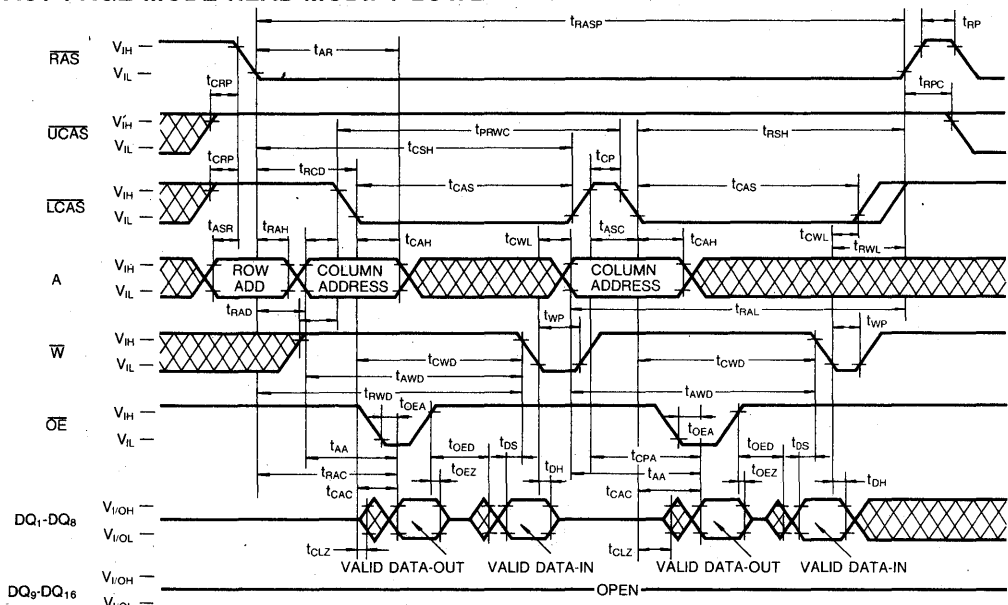 tRASP
tRP
RAS
VIH
VIL
tAR
tCRP
tRPC
UCAS
VIH
VIL
tPRWC
tRSH
tCSH
tCRP
tRCD
tCP
LCAS
VIH
VIL
tCAS
tCAS
tASR
tRAH
tCAH
tCWL
tASC
tCAH
tCWL
tRWL
A
VIH
VIL
ROW
ADD
COLUMN
ADDRESS
COLUMN
ADDRESS
tRAD
tWP
tRAL
tWP
W
VIH
VIL
tCWD
tCWD
tAWD
tAWD
tRWD
OE
VIH
VIL
tOEA
tOEA
tAA
tOED
tDS
tCPA
tOED
tDS
tRAC
tOEZ
tDH
tAA
tOEZ
tDH
tCAC
tCAC
DQ1-DQ8
VI/OH
VI/OL
tCLZ
tCLZ
VALID DATA-OUT
VALID DATA-IN
VALID DATA-OUT
VALID DATA-IN
DQ9-DQ16
VI/OH
OPEN